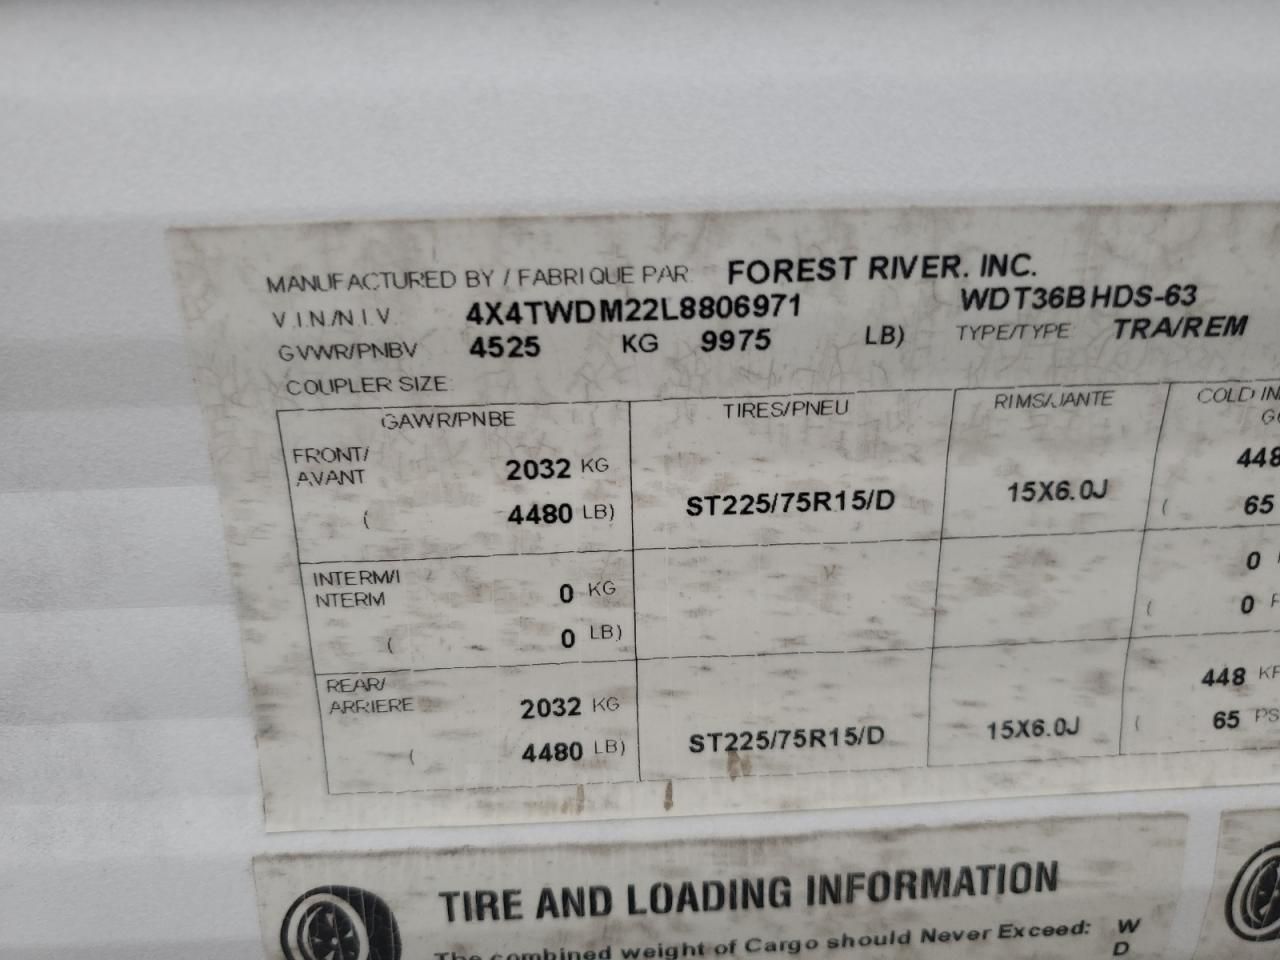 MANUFACTURED BY / FABRIQUE PAR FOREST RIVER. INC.
V.I.N/N.I.V. 4X4TWDM22L8806971 WDT36BHDS-63
GVWR/PNBV 4525 KG 9975 LB) TYPE/TYPE TRA/REM
COUPLER SIZE:
GAWR/PNBE TIRES/PNEU RIMS/JANTE COLD
FRONT/
AVANT 2032 KG 448
( 4480 LB) ST225/75R15/D 15X6.0J ( 65
INTERM/I
NTERM 0 KG 0
( 0 LB) ( 0
REAR/
ARRIERE 2032 KG 448
( 4480 LB) ST225/75R15/D 15X6.0J ( 65 PS
TIRE AND LOADING INFORMATION
The combined weight of Cargo should Never Exceed: W
D